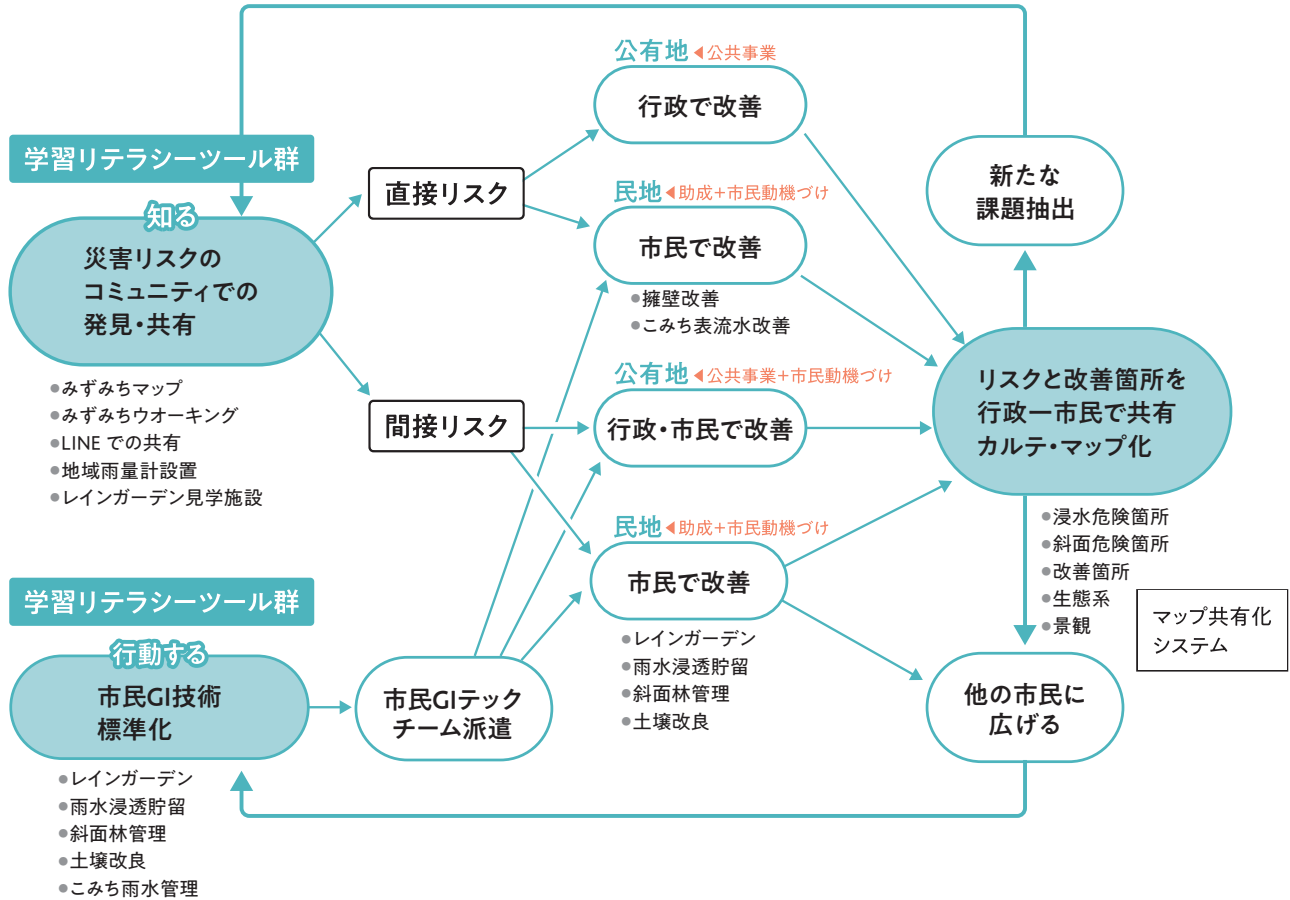 学習リテラシーツール群
知る
災害リスクの
コミュニティでの
発見・共有
●みずみちマップ
●みずみちウオーキング
●LINE での共有
●地域雨量計設置
●レインガーデン見学施設
学習リテラシーツール群
行動する
市民GI技術
標準化
●レインガーデン
●雨水浸透貯留
●斜面林管理
●土壌改良
●こみち雨水管理
直接リスク
間接リスク
市民GIテック
チーム派遣
公有地 ◀公共事業
行政で改善
民地 ◀助成+市民動機づけ
市民で改善
●擁壁改善
●こみち表流水改善
公有地 ◀公共事業+市民動機づけ
行政・市民で改善
民地 ◀助成+市民動機づけ
市民で改善
●レインガーデン
●雨水浸透貯留
●斜面林管理
●土壌改良
新たな
課題抽出
リスクと改善箇所を
行政ー市民で共有
カルテ・マップ化
●浸水危険箇所
●斜面危険箇所
●改善箇所
●生態系
●景観
マップ共有化
システム
他の市民に
広げる